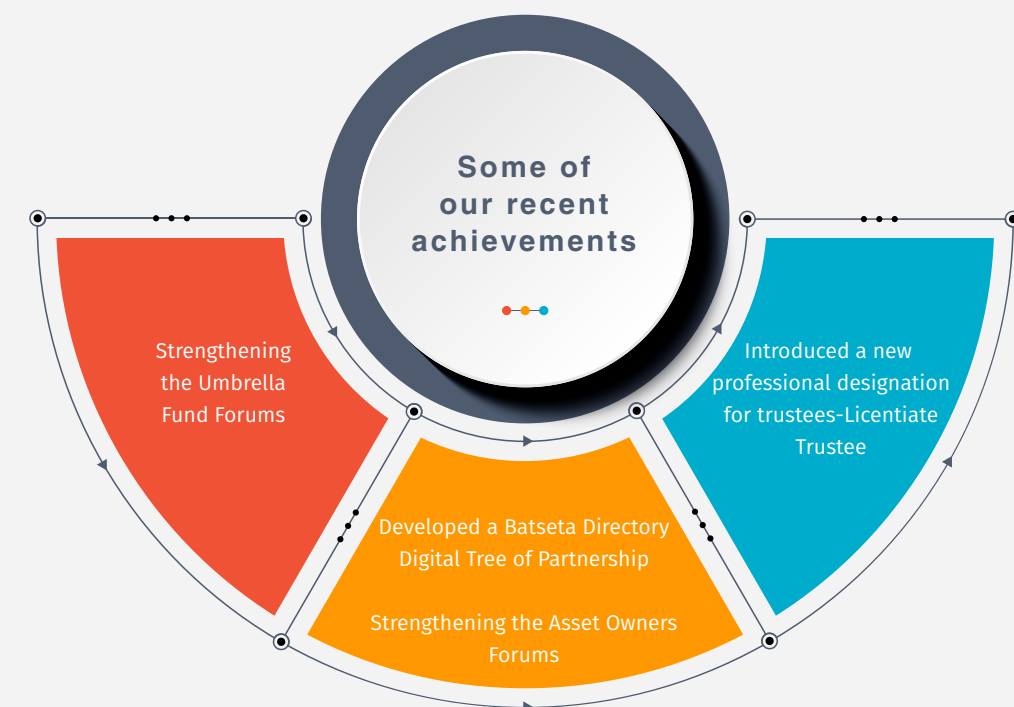 Some of
our recent
achievements
Strengthening
the Umbrella
Fund Forums
Developed a Batseta Directory
Digital Tree of Partnership
Strengthening the Asset Owners
Forums
Introduced a new
professional designation
for trustees-Licentiate
Trustee